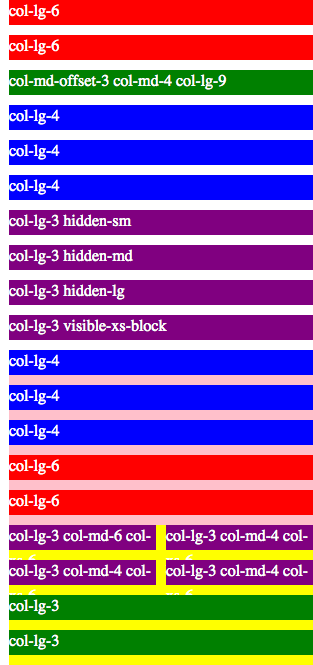 col-lg-6
col-lg-6
col-md-offset-3 col-md-4 col-lg-9
col-lg-4
col-lg-4
col-lg-4
col-lg-3 hidden-sm
col-lg-3 hidden-md
col-lg-3 hidden-lg
col-lg-3 visible-xs-block
col-lg-4
col-lg-4
col-lg-4
col-lg-6
col-lg-6
col-lg-3 col-md-6 col-
col-lg-3 col-md-4 col-
col-lg-3 col-md-4 col-
col-lg-3 col-md-4 col-
col-lg-3
col-lg-3